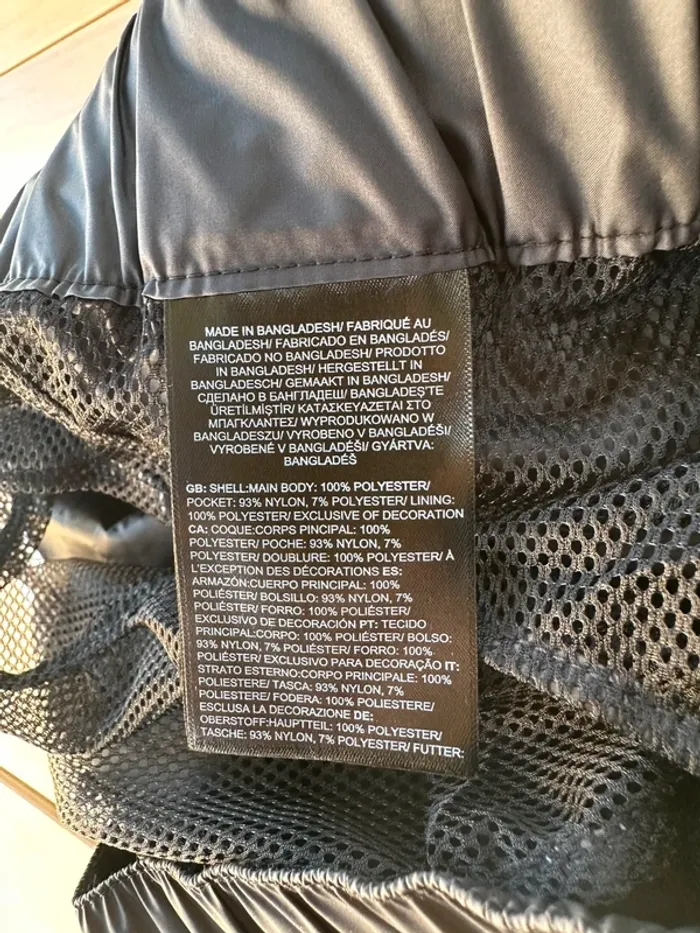 MADE IN BANGLADESH/ FABRIQUÉ AU
BANGLADESH/ FABRICADO EN BANGLADÉS/
FABRICADO NO BANGLADESH/ PRODOTTO
IN BANGLADESH/ HERGESTELLT IN
BANGLADESCH/ GEMAAKT IN BANGLADESH/
СДЕЛАНО В БАНГЛАДЕШ/ BANGLADEŞ'TE
ÜRETİLMİŞTİR/ ΚΑΤΑΣΚΕΥΑΖΕΤΑΙ ΣΤΟ
ΜΠΑΓΚΛΑΝΤΕΣ/ WYPRODUKOWANO W
BANGLADESZU/ VYROBENO V BANGLADÉŠI/
VYROBENÉ V BANGLADÉŠI/ GYÁRTVA:
BANGLADÉŠ
GB: SHELL:MAIN BODY: 100% POLYESTER/
POCKET: 93% NYLON, 7% POLYESTER/ LINING:
100% POLYESTER/ EXCLUSIVE OF DECORATION
CA: COQUE:CORPS PINCIPAL: 100%
POLYESTER/ POCHE: 93% NYLON, 7%
POLYESTER/ DOUBLURE: 100% POLYESTER/ À
L'EXCEPTION DES DÉCORATIONS ES:
ARMAZÓN:CUERPO PRINCIPAL: 100%
POLIÉSTER/ BOLSILLO: 93% NYLON, 7%
POLIÉSTER/ FORRO: 100% POLIÉSTER/
EXCLUSIVO DE DECORACIÓN PT: TECIDO
PRINCIPAL:CORPO: 100% POLIÉSTER/ BOLSO:
93% NYLON, 7% POLIÉSTER/ FORRO: 100%
POLIÉSTER/ EXCLUSIVO PARA DECORAÇÃO IT:
STRATO ESTERNO:CORPO PRINCIPALE: 100%
POLIESTERE/ TASCA: 93% NYLON, 7%
POLIESTERE/ FODERA: 100% POLIESTERE/
ESCLUSA LA DECORAZIONE DE:
OBERSTOFF:HAUPTTEIL: 100% POLYESTER/
TASCHE: 93% NYLON, 7% POLYESTER/ FUTTER: